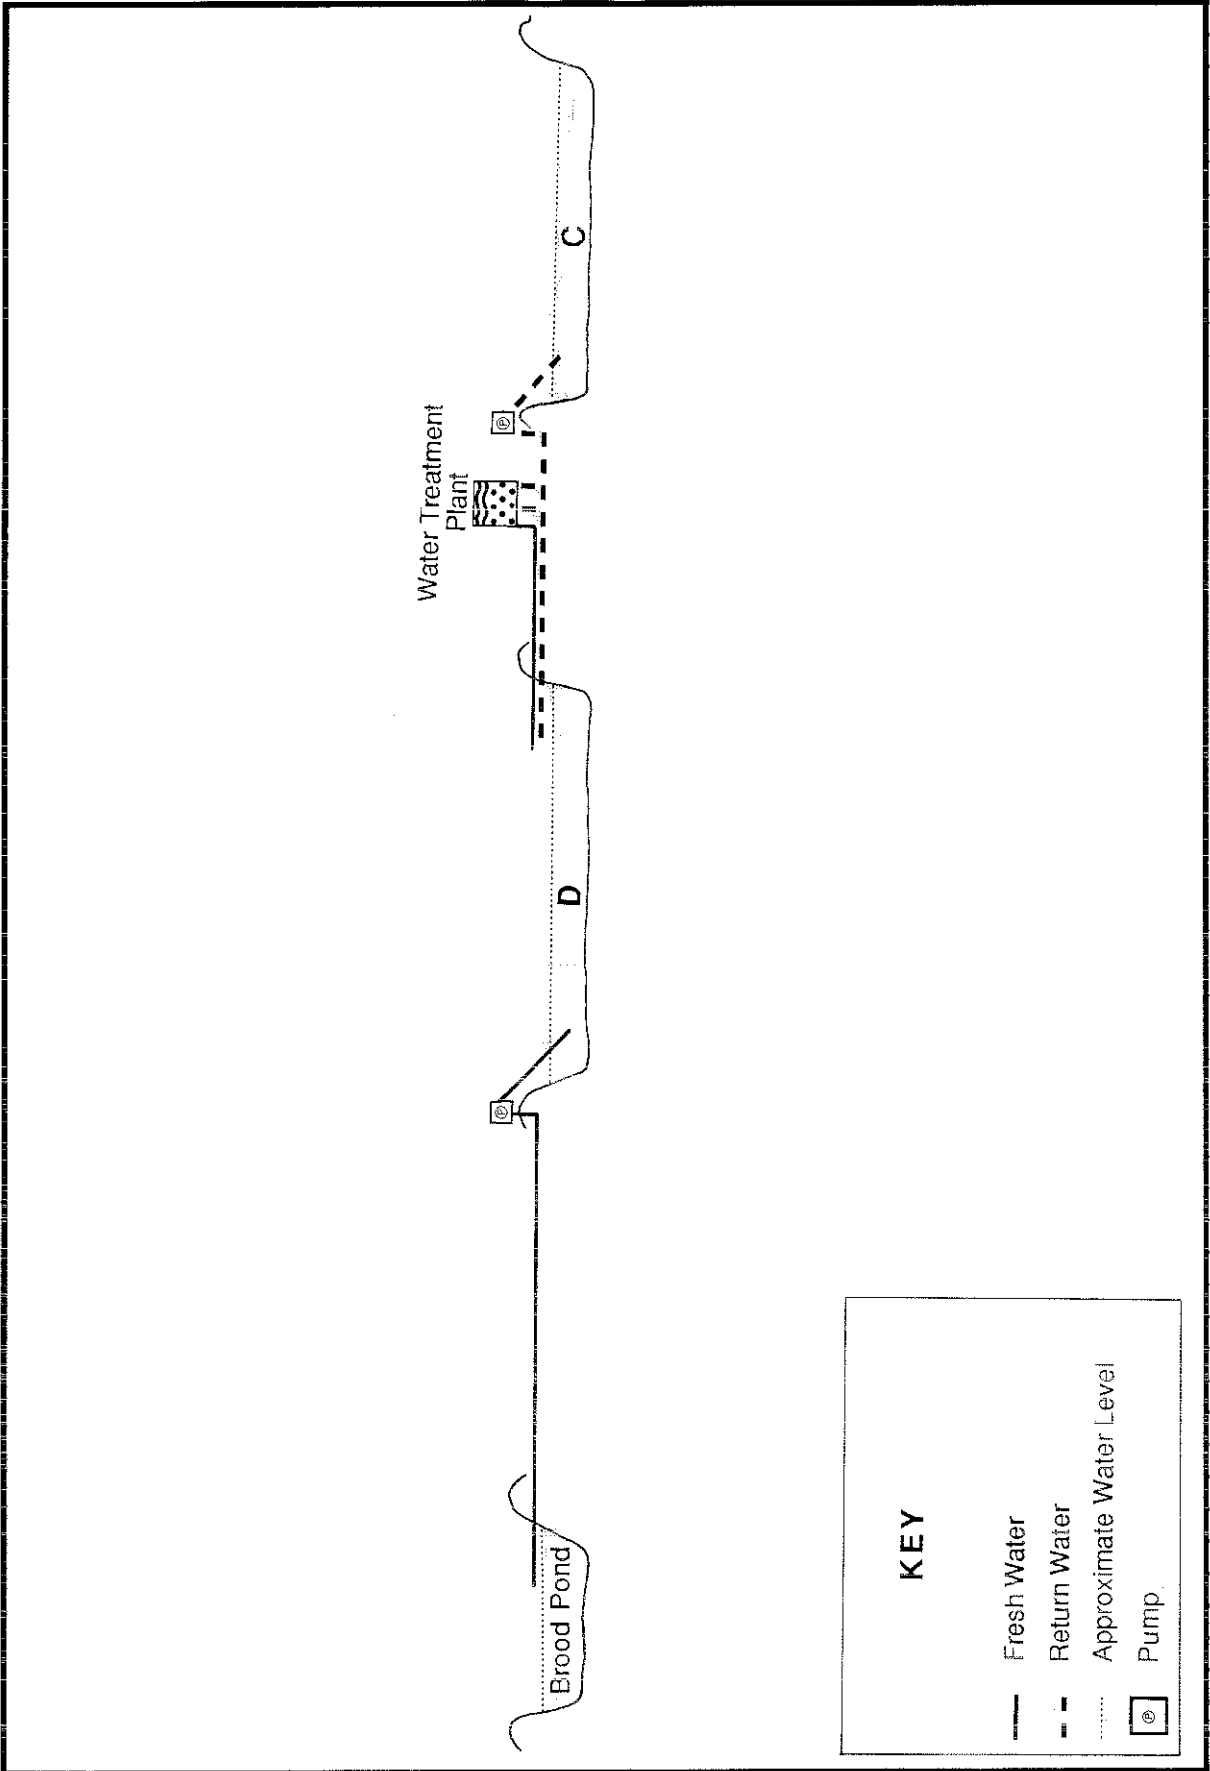 Water Treatment
Plant
Brood Pond
D
C
P
P
KEY
Fresh Water
Return Water
Approximate Water Level
P
Pump